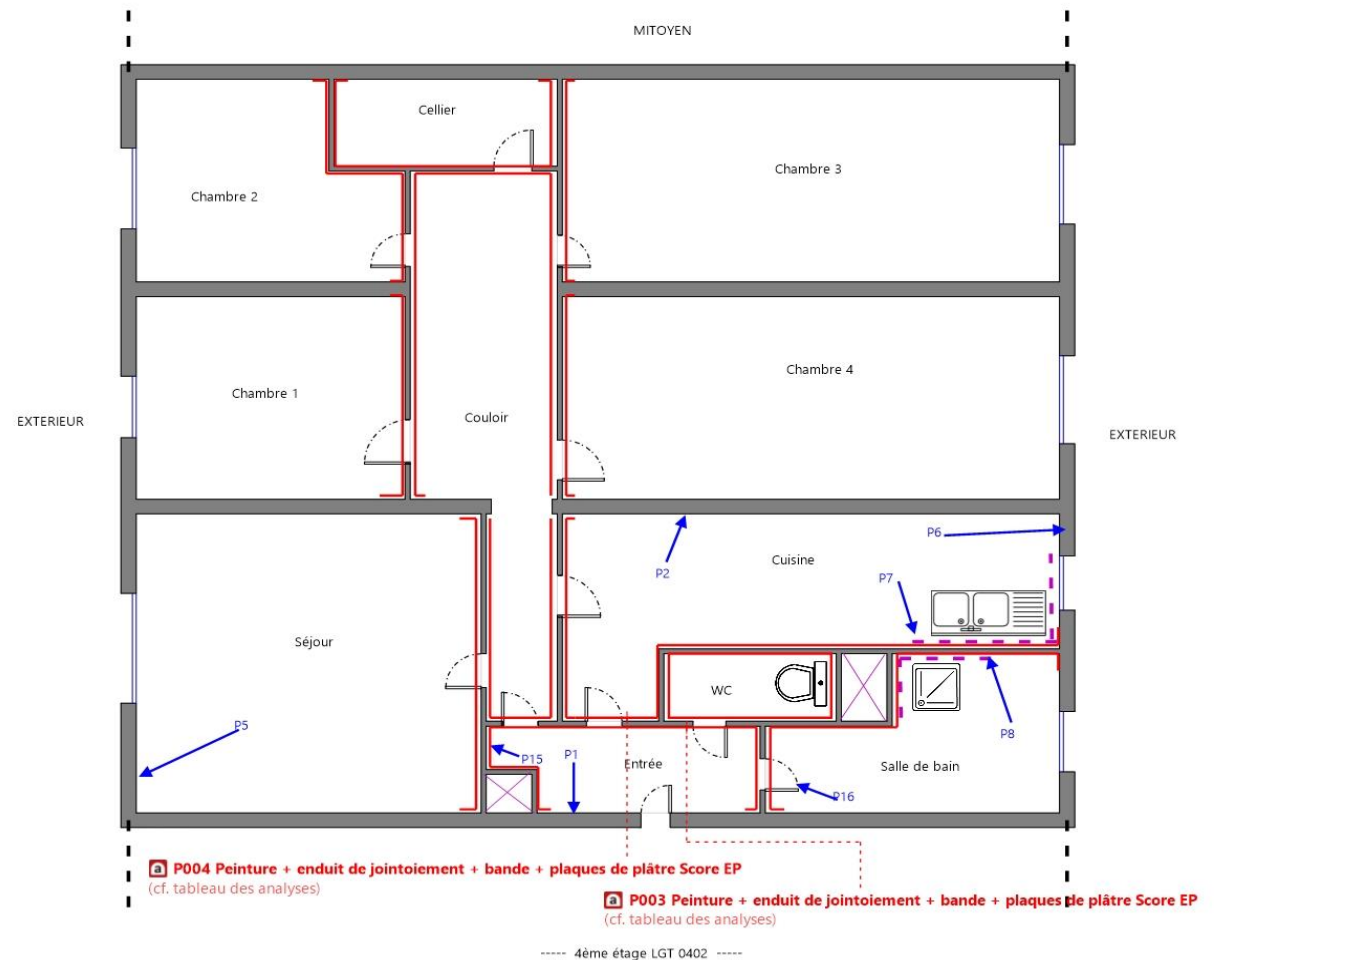 MITOYEN
Cellier
Chambre 3
Chambre 2
Chambre 4
Chambre 1
Couloir
EXTERIEUR
EXTERIEUR
P6
Cuisine
P2
P7
Séjour
WC
P5
P8
P15
P1
Entrée
Salle de bain
P16
a P004 Peinture + enduit de jointoiement + bande + plaques de plâtre Score EP
(cf. tableau des analyses)
a P003 Peinture + enduit de jointoiement + bande + plaques de plâtre Score EP
(cf. tableau des analyses)
----- 4ème étage LGT 0402 -----